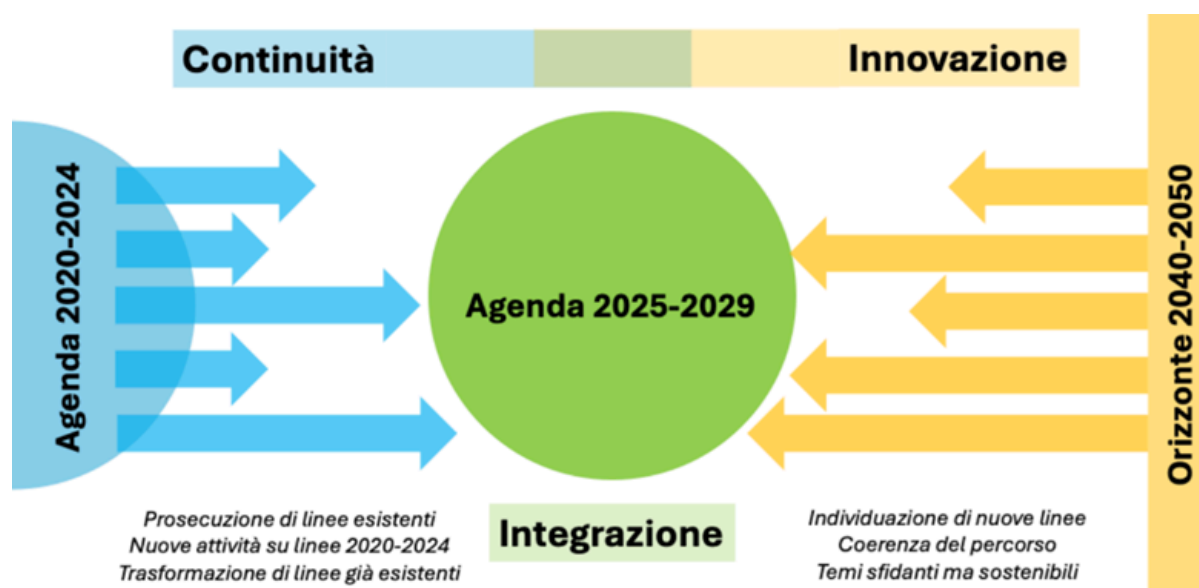 Continuità
Innovazione
Agenda 2020-2024
Agenda 2025-2029
Orizzonte 2040-2050
Prosecuzione di linee esistenti
Nuove attività su linee 2020-2024
Trasformazione di linee già esistenti
Integrazione
Individuazione di nuove linee
Coerenza del percorso
Temi sfidanti ma sostenibili